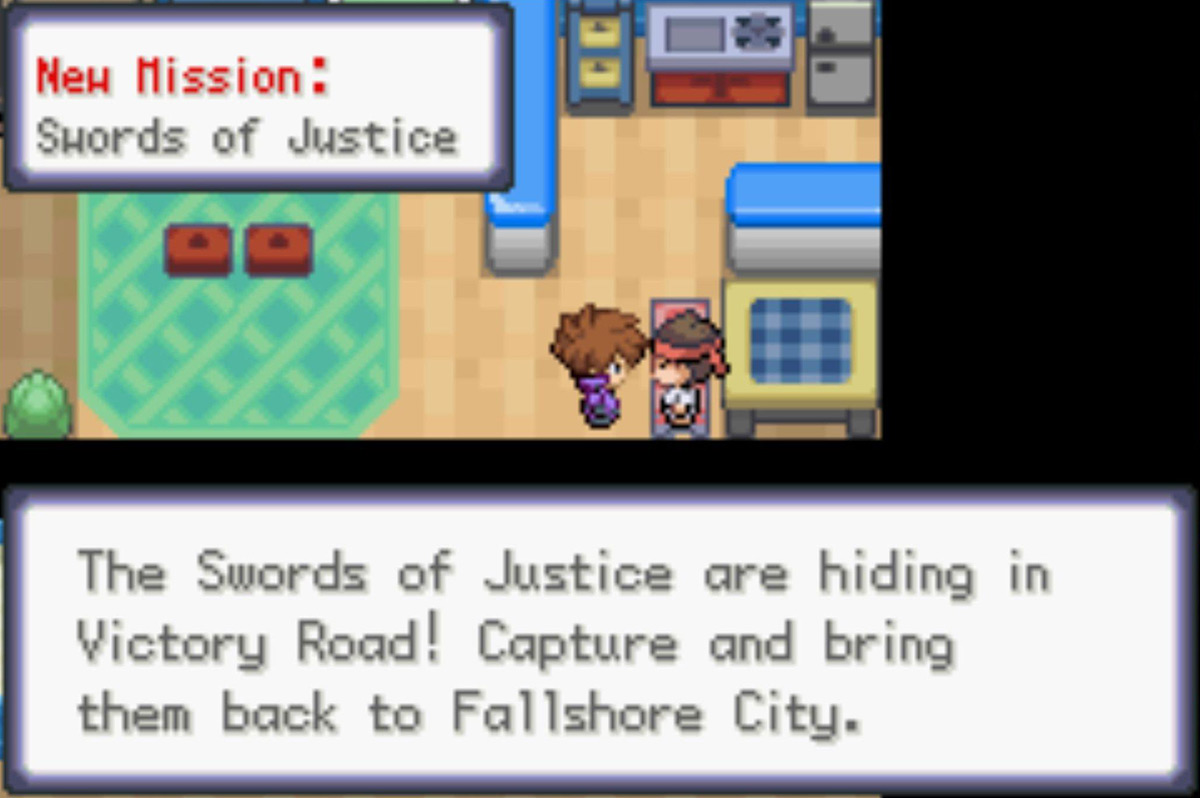 New Mission:
Swords of Justice
The Swords of Justice are hiding in
Victory Road! Capture and bring
them back to Fallshore City.